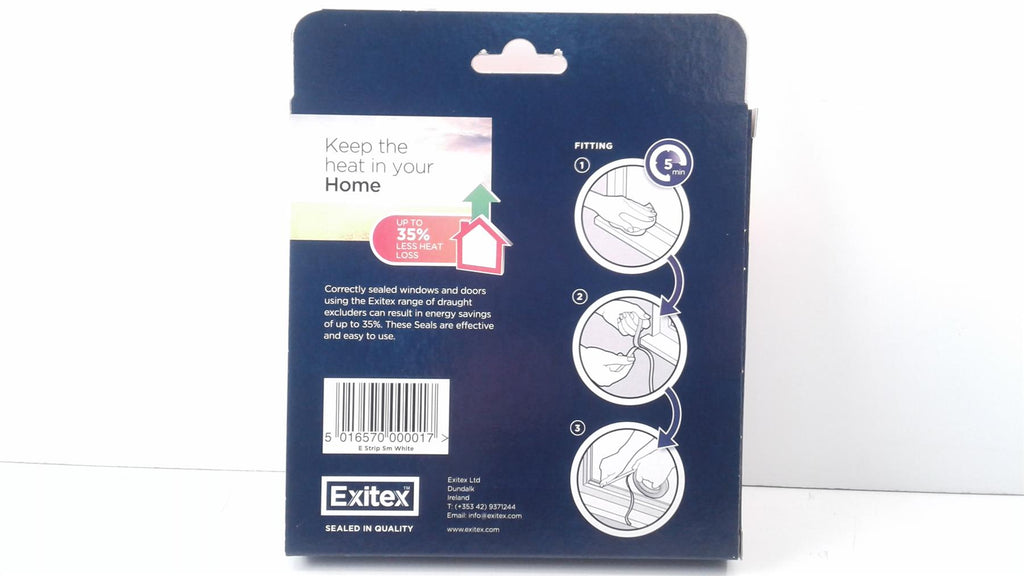 Keep the
heat in your
Home
UP TO
35%
LESS HEAT
LOSS
Correctly sealed windows and doors
using the Exitex range of draught
excluders can result in energy savings
of up to 35%. These Seals are effective
and easy to use.
5 016570 000017 >
E Strip 5m White
Exitex™
SEALED IN QUALITY
Exitex Ltd
Dundalk
Ireland
T: (+353 42) 9371244
Email: info@exitex.com
www.exitex.com
FITTING
1
5
min
2
3